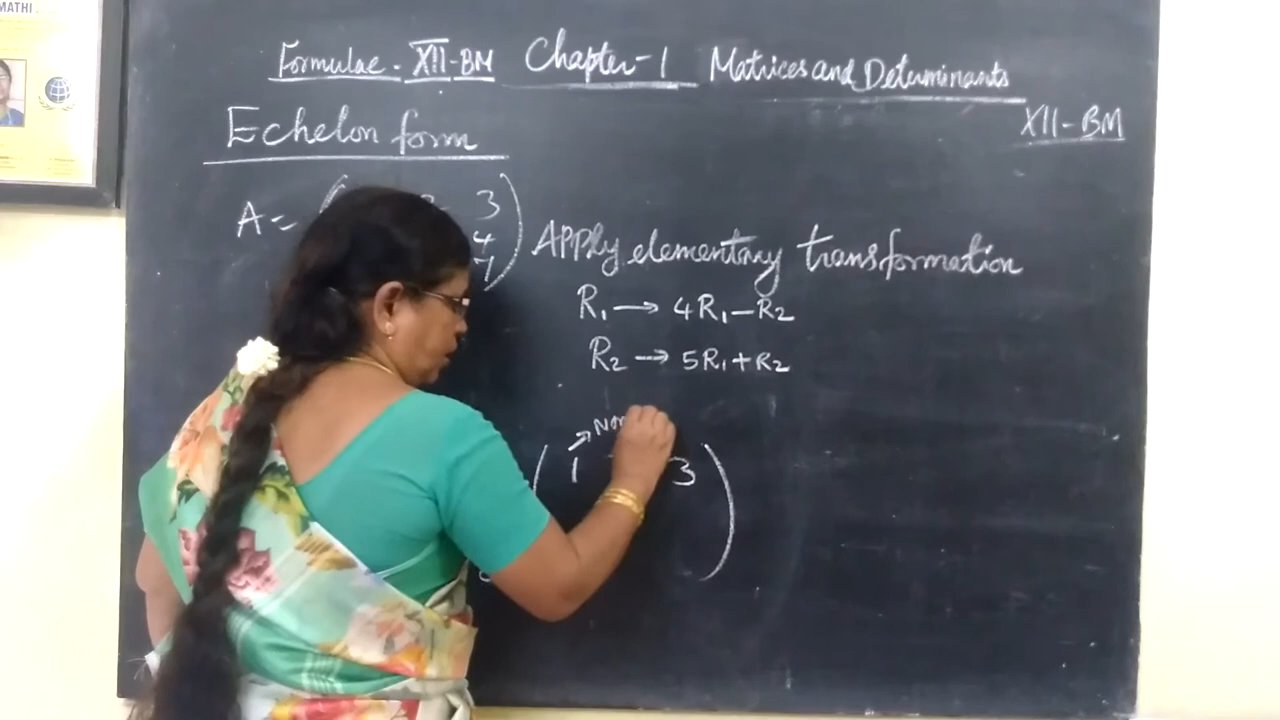 MATHI
Formulae - XII-BM Chapter-1 Matrices and Determinants
XII-BM
Echelon form
A = 3
4
7
Apply elementary transformation
R₁ → 4R₁ - R₂
R₂ → 5R₁ + R₂
1 3